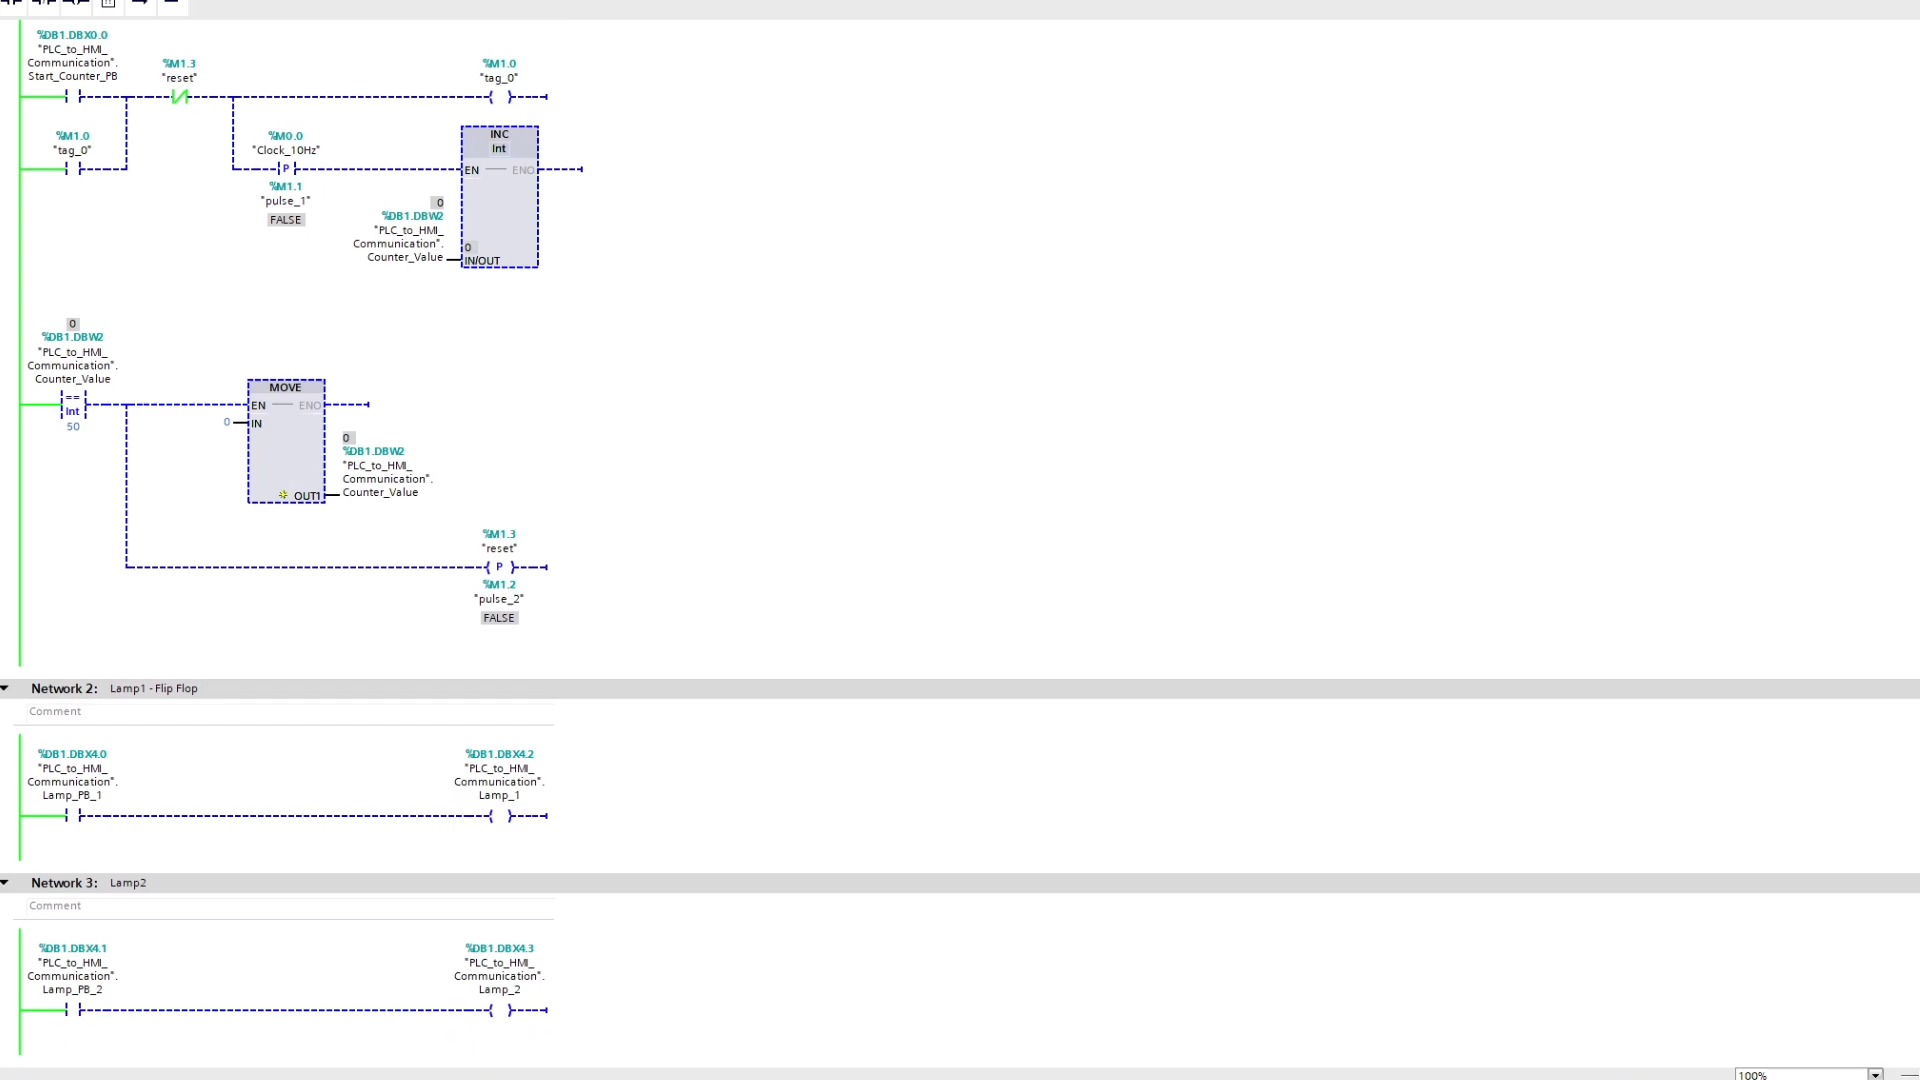 %DB1.DBX0.0
"PLC_to_HMI_
Communication".
Start_Counter_PB
%M1.3
"reset"
%M1.0
"tag_0"
%M1.0
"tag_0"
%M0.0
"Clock_10Hz"
P
%M1.1
"pulse_1"
FALSE
INC
Int
EN
ENO
0
%DB1.DBW2
"PLC_to_HMI_
Communication".
Counter_Value
0
IN/OUT
0
%DB1.DBW2
"PLC_to_HMI_
Communication".
Counter_Value
==
Int
50
MOVE
EN
ENO
0
IN
OUT1
0
%DB1.DBW2
"PLC_to_HMI_
Communication".
Counter_Value
%M1.3
"reset"
P
%M1.2
"pulse_2"
FALSE
Network 2: Lamp1 - Flip Flop
Comment
%DB1.DBX4.0
"PLC_to_HMI_
Communication".
Lamp_PB_1
%DB1.DBX4.2
"PLC_to_HMI_
Communication".
Lamp_1
Network 3: Lamp2
Comment
%DB1.DBX4.1
"PLC_to_HMI_
Communication".
Lamp_PB_2
%DB1.DBX4.3
"PLC_to_HMI_
Communication".
Lamp_2
100%